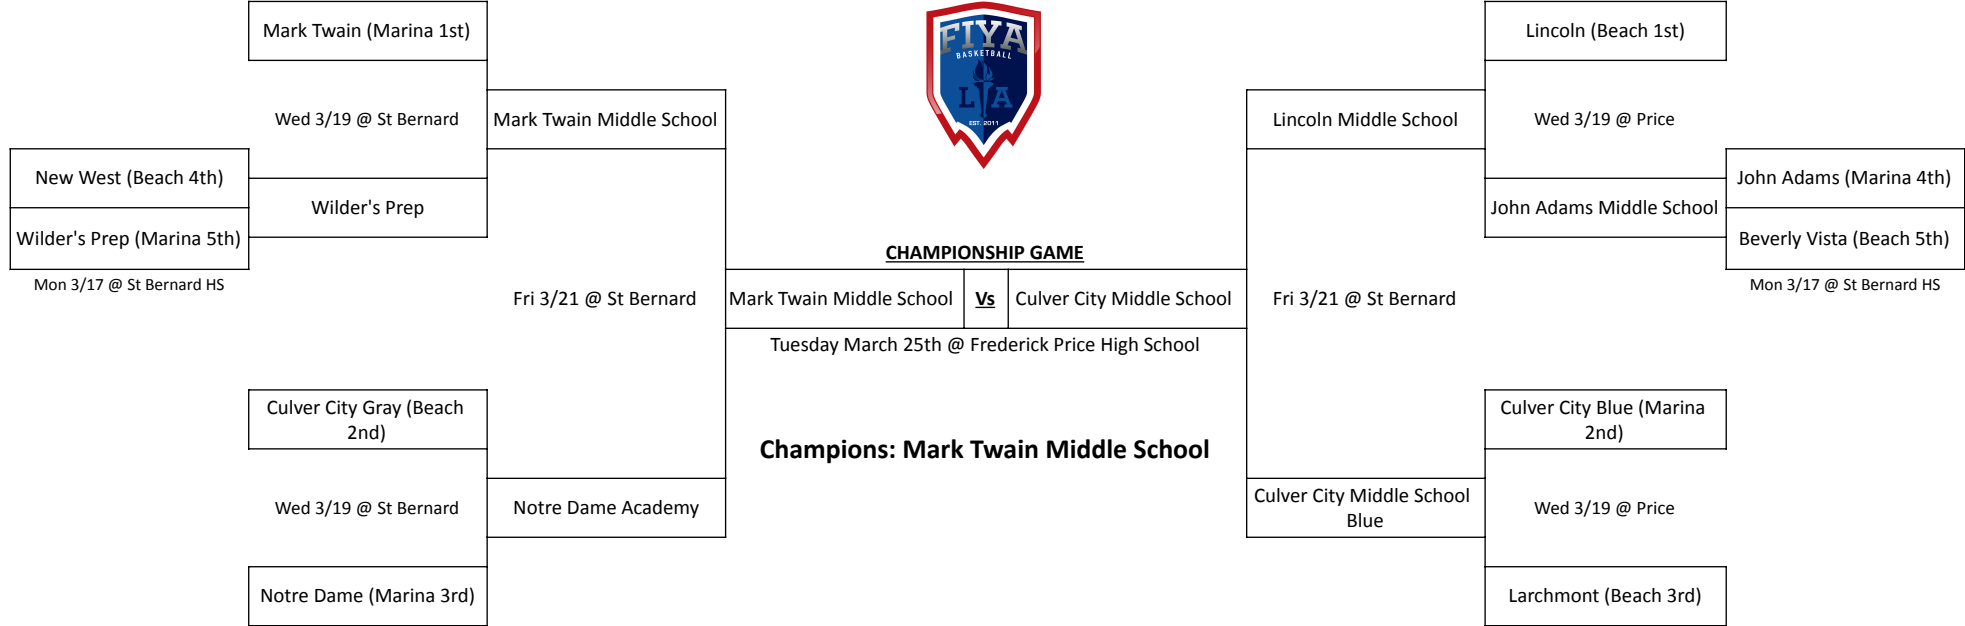 Mark Twain (Marina 1st)
Wed 3/19 @ St Bernard
Mark Twain Middle School
New West (Beach 4th)
Wilder's Prep
Wilder's Prep (Marina 5th)
Mon 3/17 @ St Bernard HS
Fri 3/21 @ St Bernard
Culver City Gray (Beach
2nd)
Wed 3/19 @ St Bernard
Notre Dame Academy
Notre Dame (Marina 3rd)
FIYA
BASKETBALL
L A
EST. 2011
CHAMPIONSHIP GAME
Mark Twain Middle School Vs Culver City Middle School
Tuesday March 25th @ Frederick Price High School
Champions: Mark Twain Middle School
Lincoln (Beach 1st)
Lincoln Middle School
Wed 3/19 @ Price
John Adams (Marina 4th)
John Adams Middle School
Beverly Vista (Beach 5th)
Mon 3/17 @ St Bernard HS
Fri 3/21 @ St Bernard
Culver City Blue (Marina
2nd)
Culver City Middle School
Blue
Wed 3/19 @ Price
Larchmont (Beach 3rd)